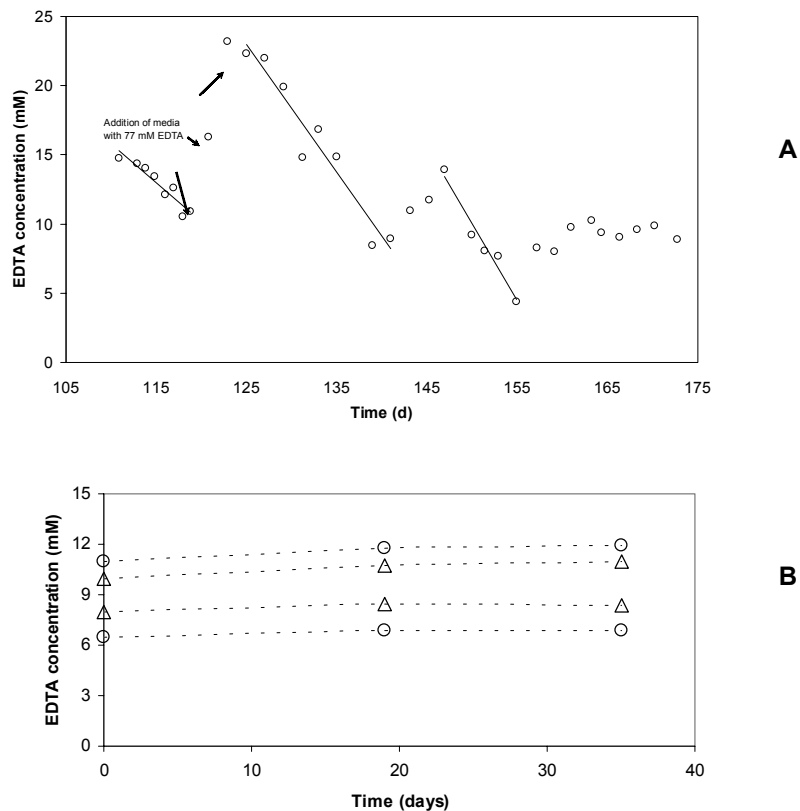 25
20
15
10
5
0
EDTA concentration (mM)
Addition of media
with 77 mM EDTA
105 115 125 135 145 155 165 175
Time (d)
A
15
12
9
6
3
0
EDTA concentration (mM)
0 10 20 30 40
Time (days)
B